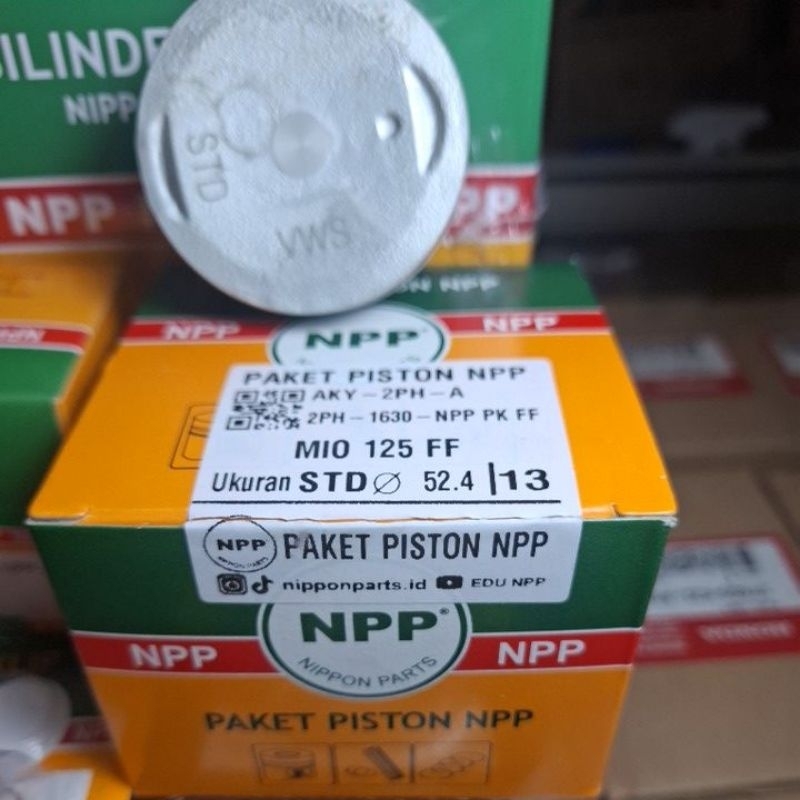 NIPP
NPP
STD
VWS
NPP
NPP
NPP
PAKET PISTON NPP
AKY-2PH-A
2PH-1630-NPP PK FF
MIO 125 FF
Ukuran STD Ø 52.4 | 13
NPP PAKET PISTON NPP
NIPPON PARTS
nipponparts.id EDU NPP
NPP®
NIPPON PARTS
NPP NPP
PAKET PISTON NPP